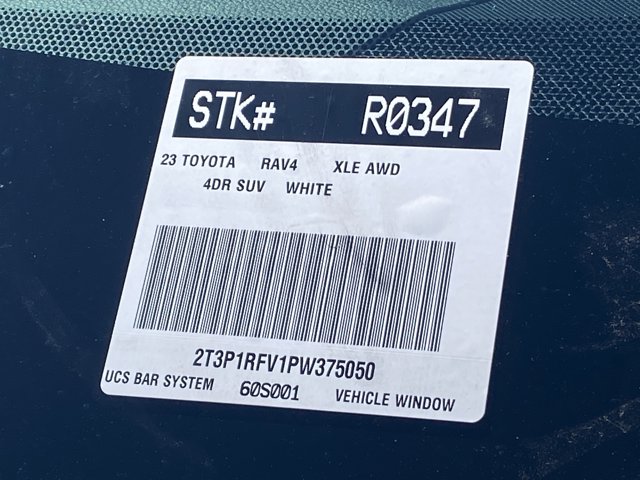 STK# R0347
23 TOYOTA RAV4 XLE AWD
4DR SUV WHITE
2T3P1RFV1PW375050
UCS BAR SYSTEM 60S001 VEHICLE WINDOW